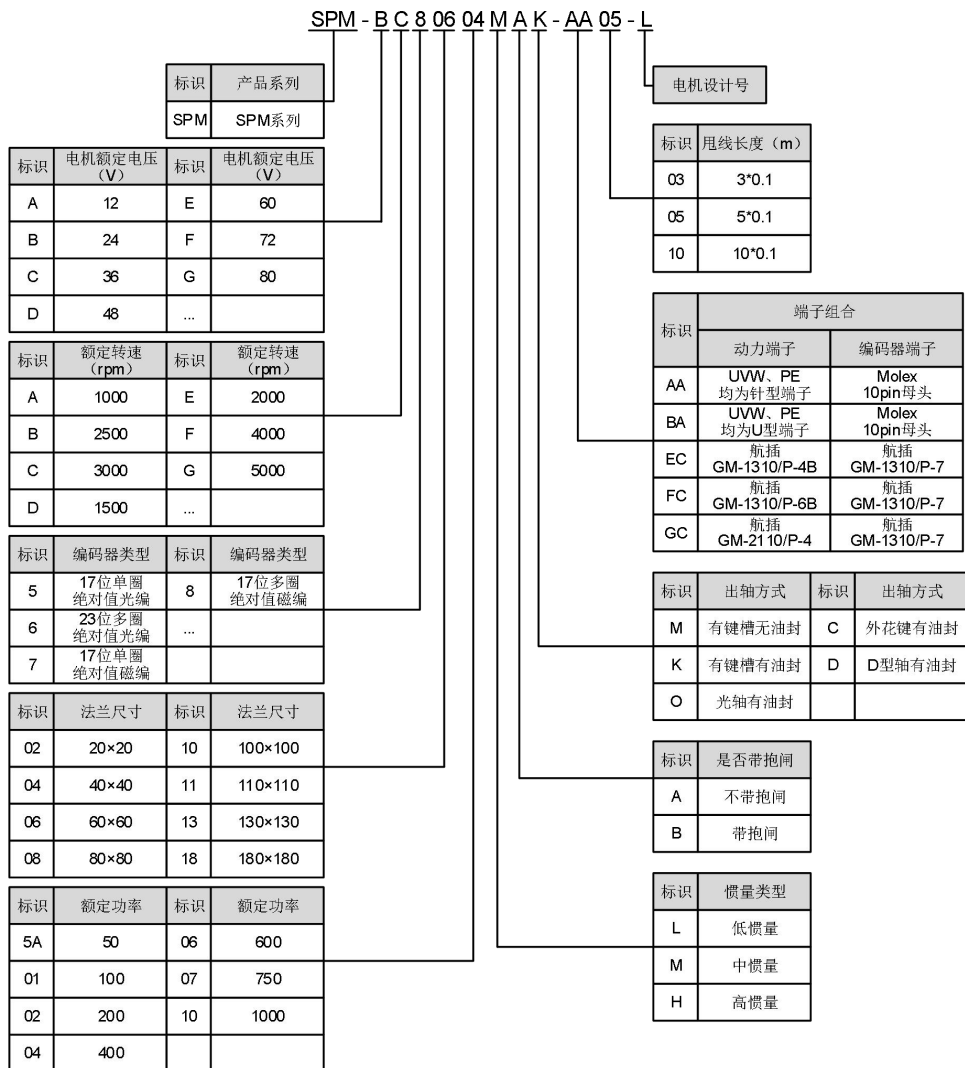 SPM - B C 8 06 04 M A K - AA 05 - L
标识 产品系列
SPM SPM系列
标识 电机额定电压（V） 标识 电机额定电压（V）
A 12 E 60
B 24 F 72
C 36 G 80
D 48 ...
标识 额定转速（rpm） 标识 额定转速（rpm）
A 1000 E 2000
B 2500 F 4000
C 3000 G 5000
D 1500 ...
标识 编码器类型 标识 编码器类型
5 17位单圈绝对值光编 8 17位多圈绝对值磁编
6 23位多圈绝对值光编 ...
7 17位单圈绝对值磁编
标识 法兰尺寸 标识 法兰尺寸
02 20×20 10 100×100
04 40×40 11 110×110
06 60×60 13 130×130
08 80×80 18 180×180
标识 额定功率 标识 额定功率
5A 50 06 600
01 100 07 750
02 200 10 1000
04 400
电机设计号
标识 甩线长度（m）
03 3*0.1
05 5*0.1
10 10*0.1
标识 端子组合
动力端子 编码器端子
AA UVW、PE均为针型端子 Molex 10pin母头
BA UVW、PE均为U型端子 Molex 10pin母头
EC 航插 GM-1310/P-4B 航插 GM-1310/P-7
FC 航插 GM-1310/P-6B 航插 GM-1310/P-7
GC 航插 GM-2110/P-4 航插 GM-1310/P-7
标识 出轴方式 标识 出轴方式
M 有键槽无油封 C 外花键有油封
K 有键槽有油封 D D型轴有油封
O 光轴有油封
标识 是否带抱闸
A 不带抱闸
B 带抱闸
标识 惯量类型
L 低惯量
M 中惯量
H 高惯量